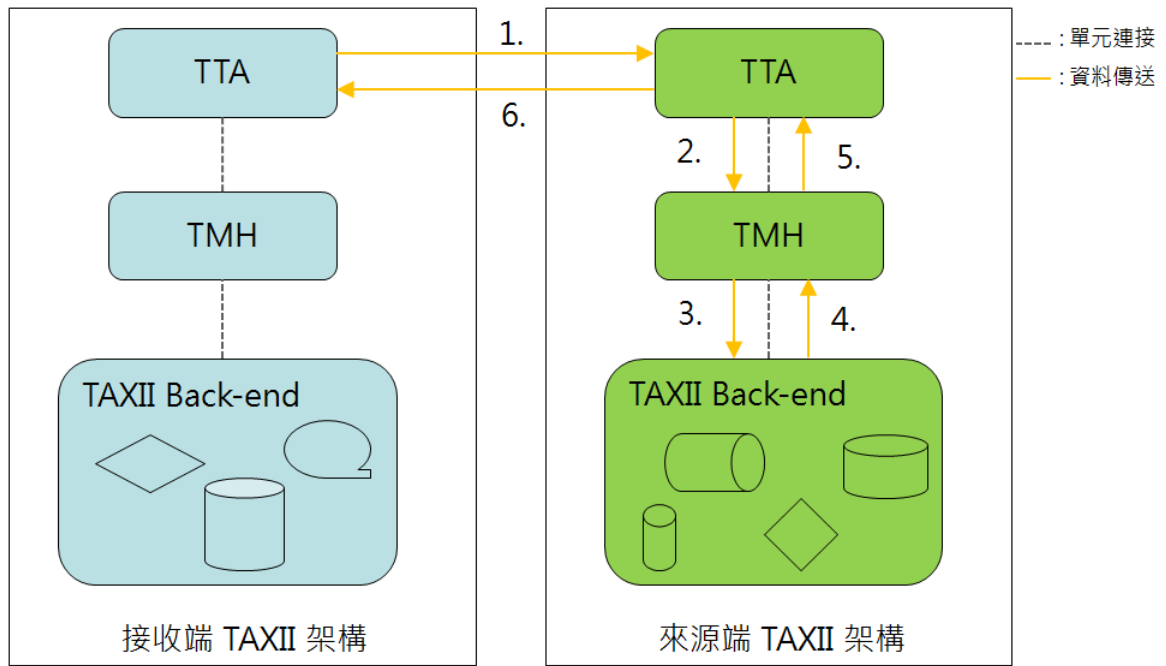 TTA
TMH
TAXII Back-end
接收端 TAXII 架構
1.
6.
TTA
2.
5.
TMH
3.
4.
TAXII Back-end
來源端 TAXII 架構
: 單元連接
: 資料傳送